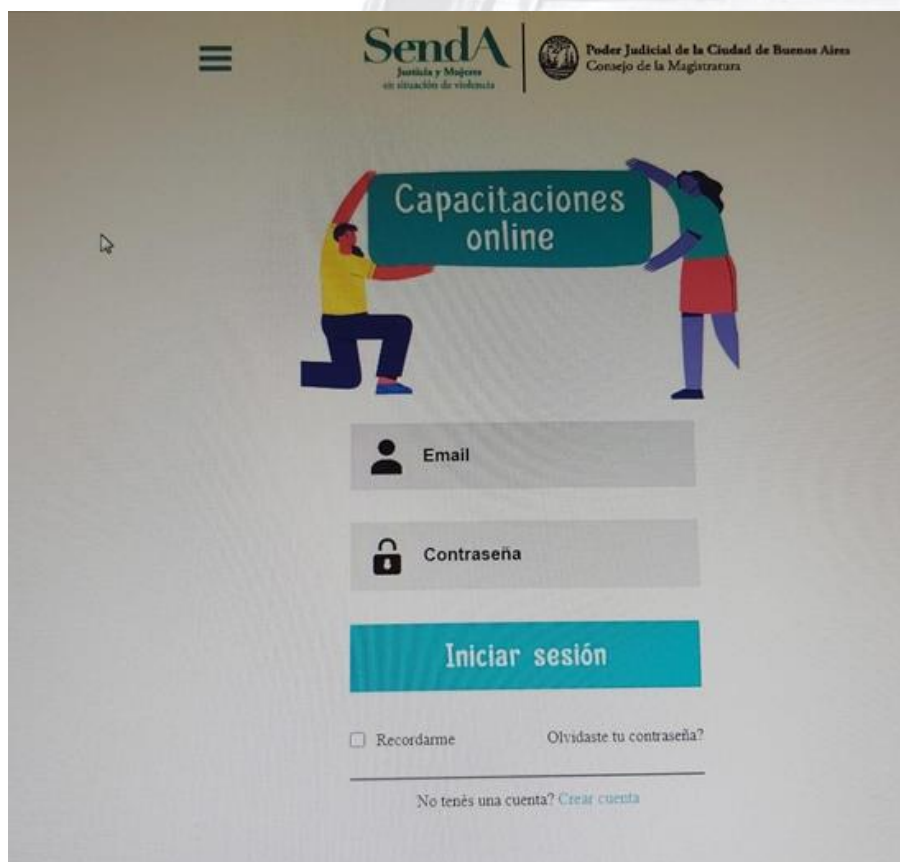 SendA
Justicia y Mujeres
en situación de violencia
Poder Judicial de la Ciudad de Buenos Aires
Consejo de la Magistratura
Capacitaciones
online
Email
Contraseña
Iniciar sesión
Recordarme
Olvidaste tu contraseña?
No tenès una cuenta? Crear cuenta